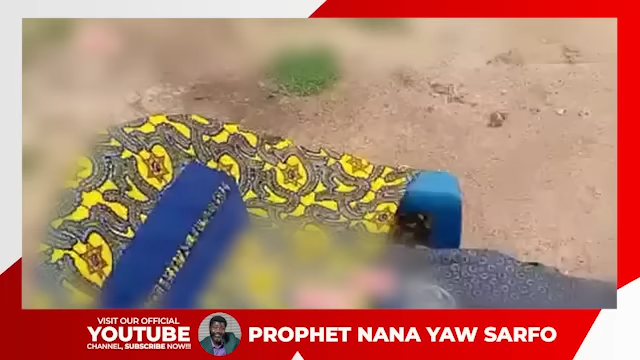 VISIT OUR OFFICIAL
YOUTUBE
CHANNEL, SUBSCRIBE NOW!!!
PROPHET NANA YAW SARFO